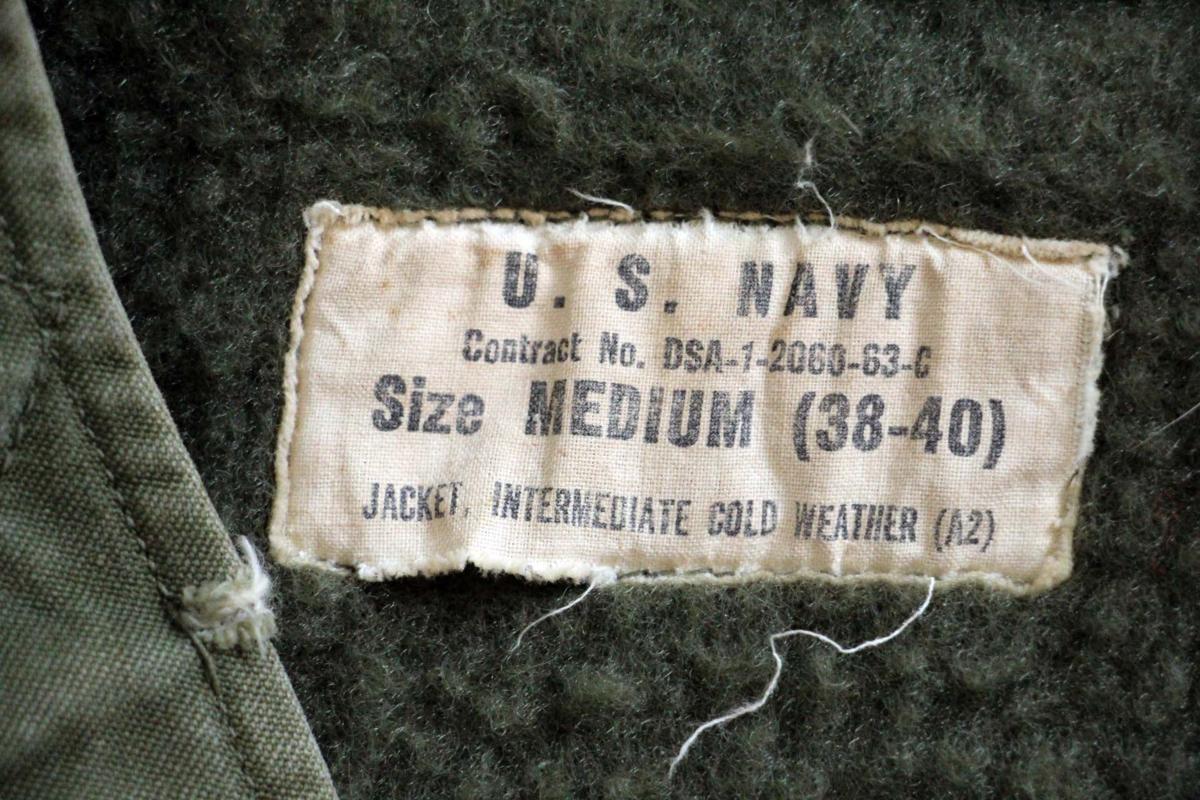 U. S. NAVY
Contract No. DSA-1-2060-63-C
Size MEDIUM (38-40)
JACKET, INTERMEDIATE COLD WEATHER (A2)